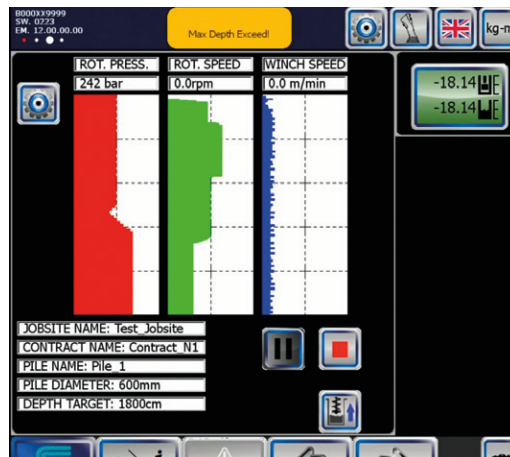 B000XX9999
SW. 0223
EM. 12.00.00.00
Max Depth Exceed!
kg-m
ROT. PRESS.
ROT. SPEED
WINCH SPEED
242 bar
0.0rpm
0.0 m/min
-18.14
-18.14
JOBSITE NAME: Test_Jobsite
CONTRACT NAME: Contract_N1
PILE NAME: Pile_1
PILE DIAMETER: 600mm
DEPTH TARGET: 1800cm